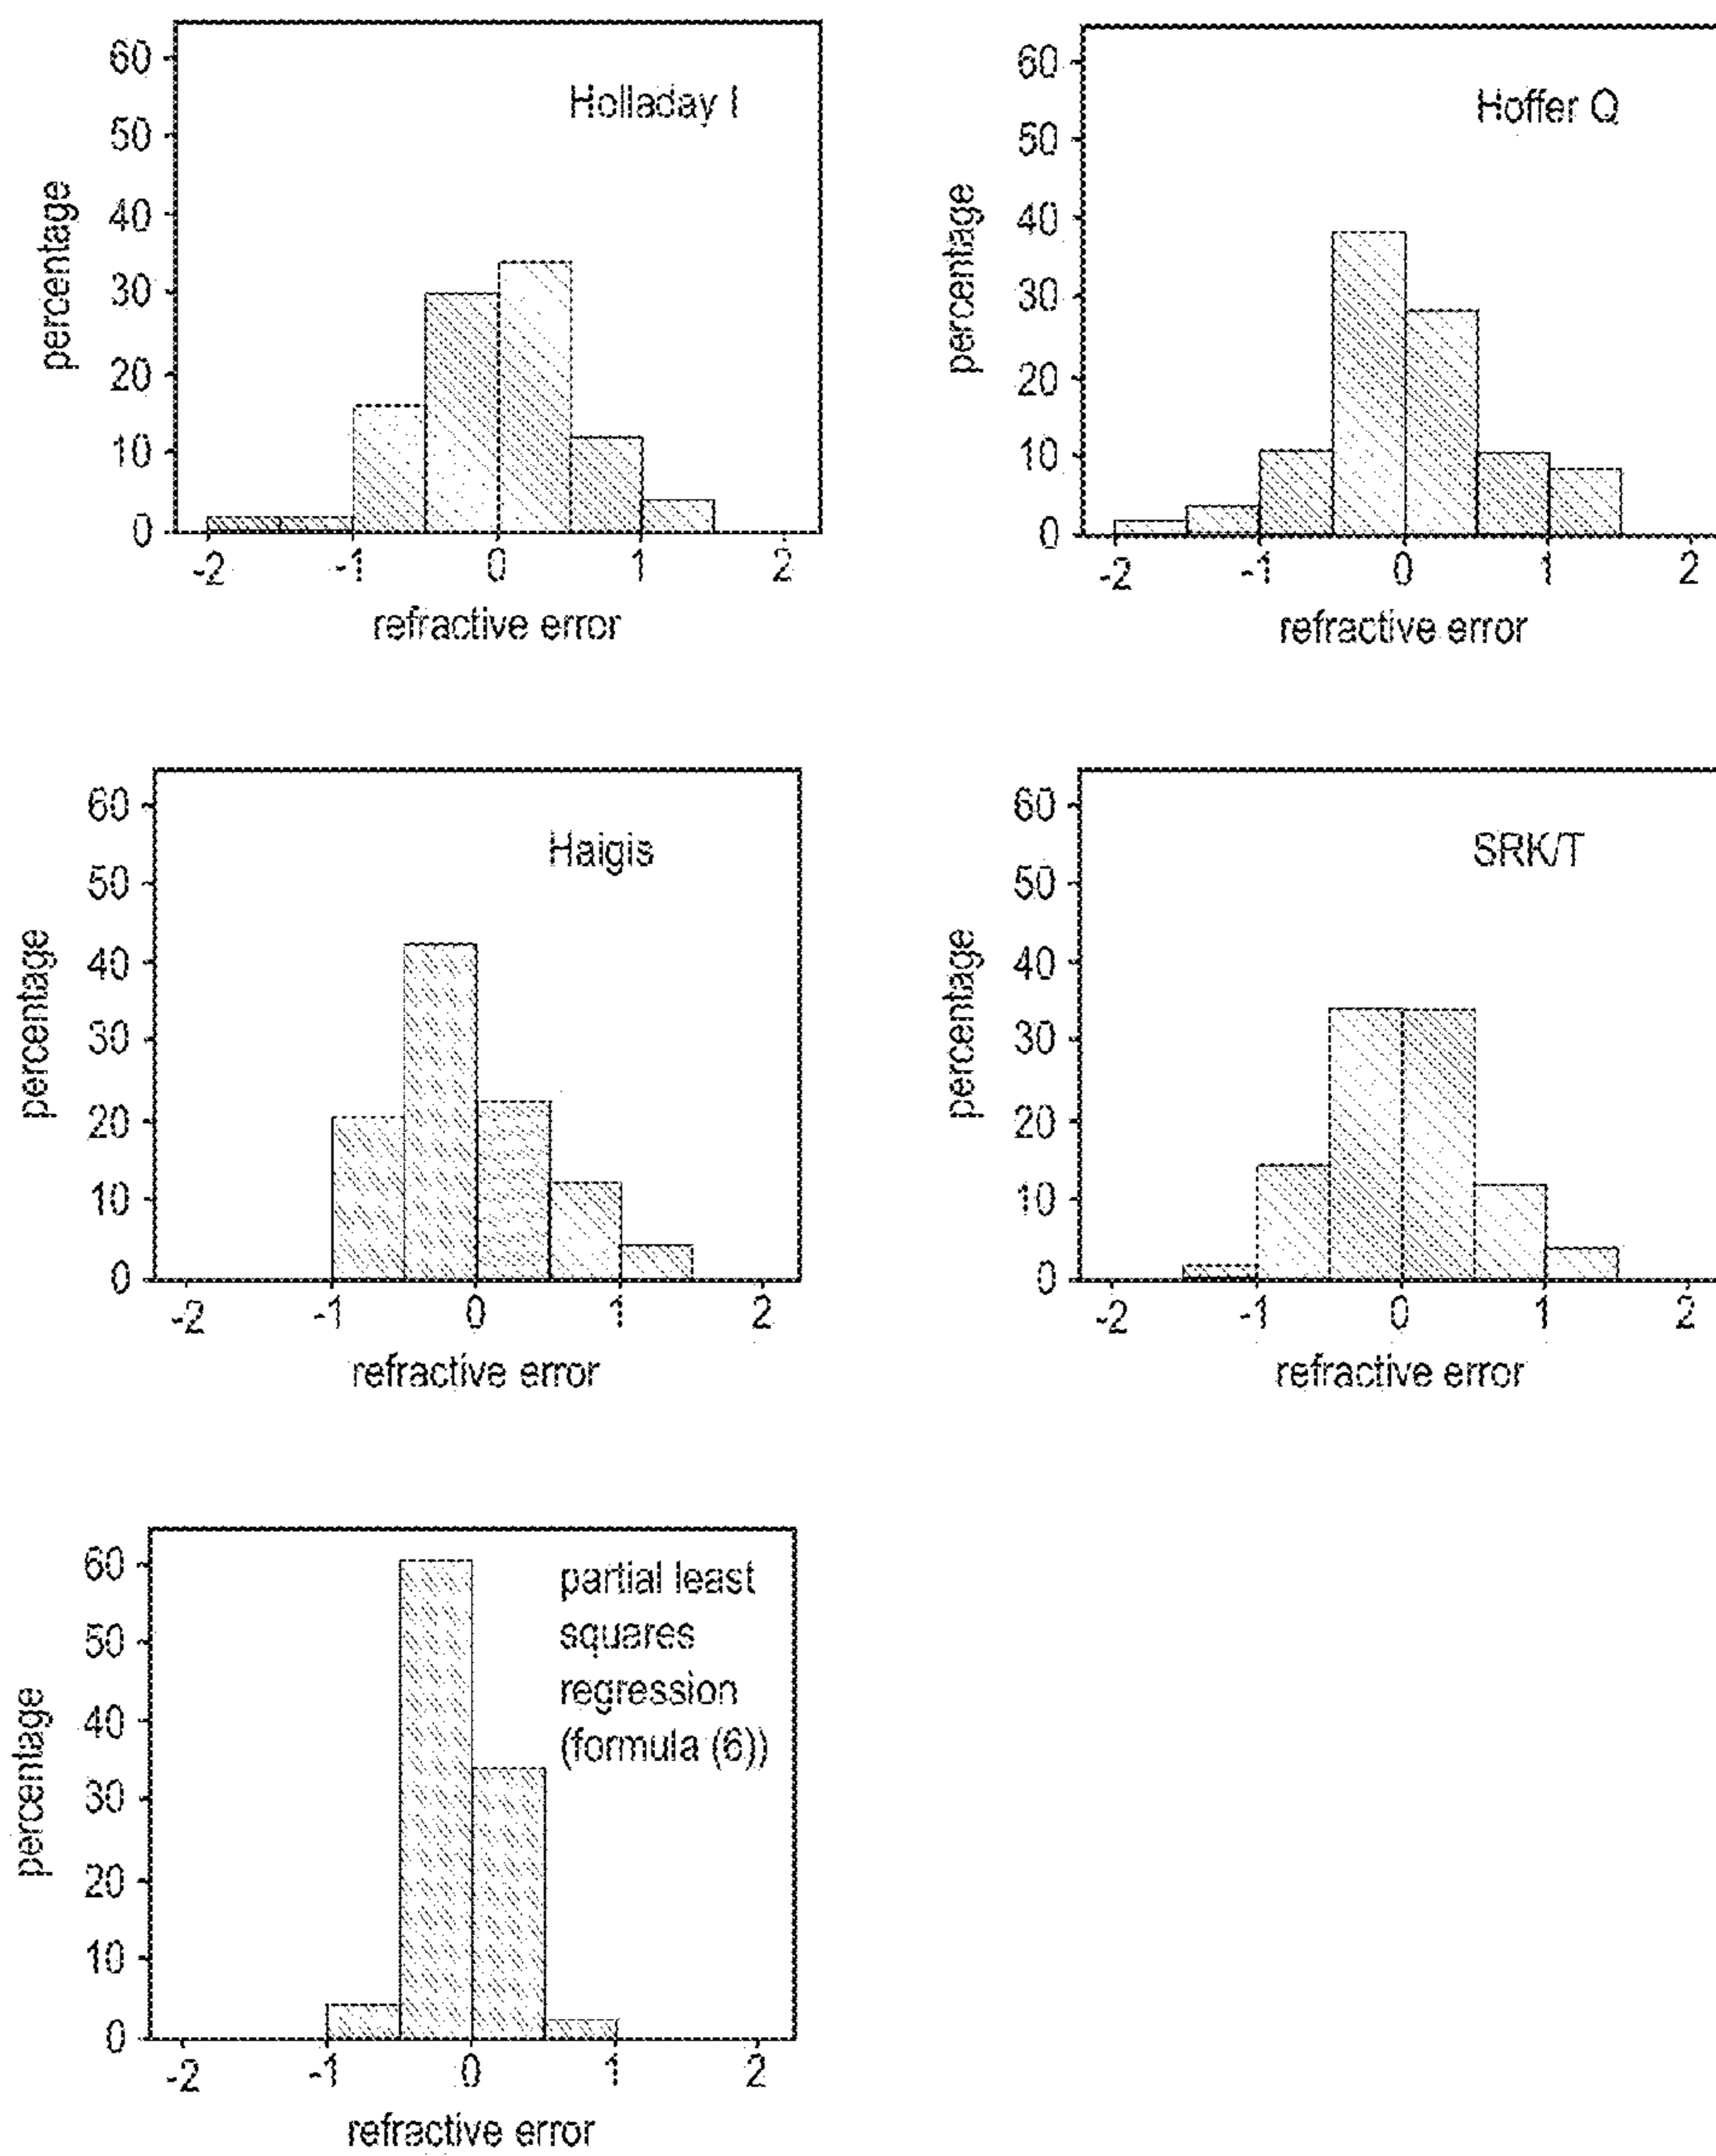 60
50
40
30
20
10
0
percentage
Holladay I
-2 -1 0 1 2
refractive error
60
50
40
30
20
10
0
percentage
Hoffer Q
-2 -1 0 1 2
refractive error
60
50
40
30
20
10
0
percentage
Haigis
-2 -1 0 1 2
refractive error
60
50
40
30
20
10
0
percentage
SRK/T
-2 -1 0 1 2
refractive error
60
50
40
30
20
10
0
percentage
partial least
squares
regression
(formula (6))
-2 -1 0 1 2
refractive error